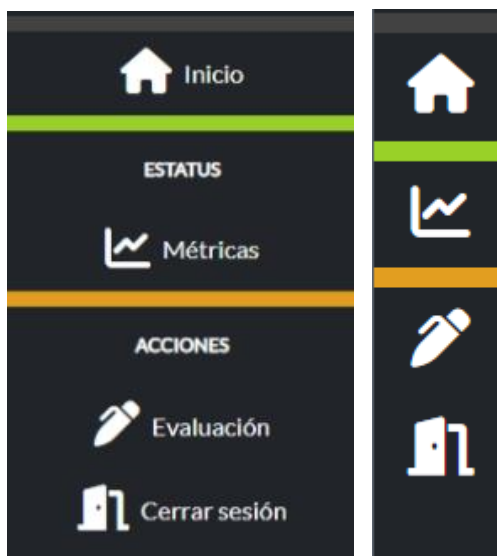 Inicio
ESTATUS
Métricas
ACCIONES
Evaluación
Cerrar sesión